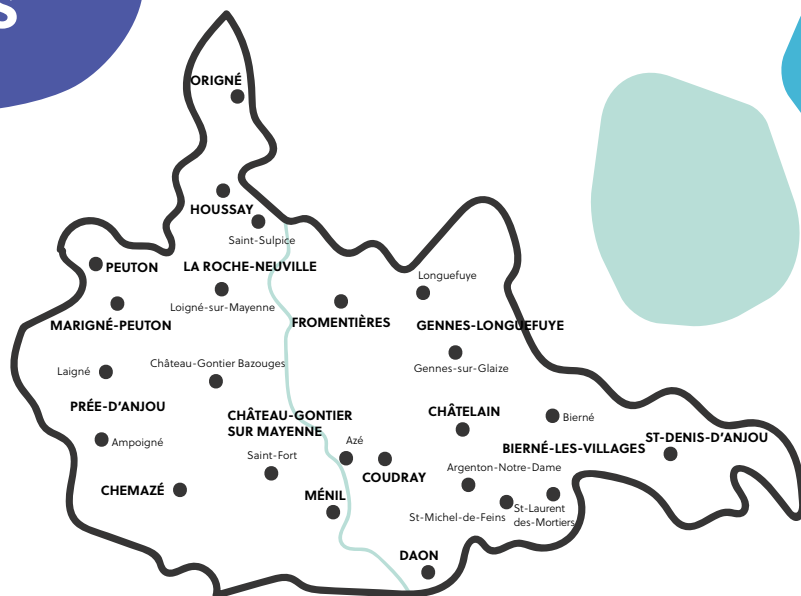 S
ORIGNÉ
HOUSSAY
Saint-Sulpice
PEUTON
LA ROCHE-NEUVILLE
Longuefuye
Loigné-sur-Mayenne
MARIGNÉ-PEUTON
FROMENTIÈRES
GENNES-LONGUEFUYE
Laigné
Château-Gontier Bazouges
Gennes-sur-Glaize
PRÉE-D'ANJOU
CHÂTEAU-GONTIER
SUR MAYENNE
CHÂTELAIN
Bierné
Ampoigné
Azé
BIERNÉ-LES-VILLAGES
ST-DENIS-D'ANJOU
Saint-Fort
COUDRAY
Argenton-Notre-Dame
CHEMAZÉ
MÉNIL
St-Michel-de-Feins
St-Laurent
des-Mortiers
DAON